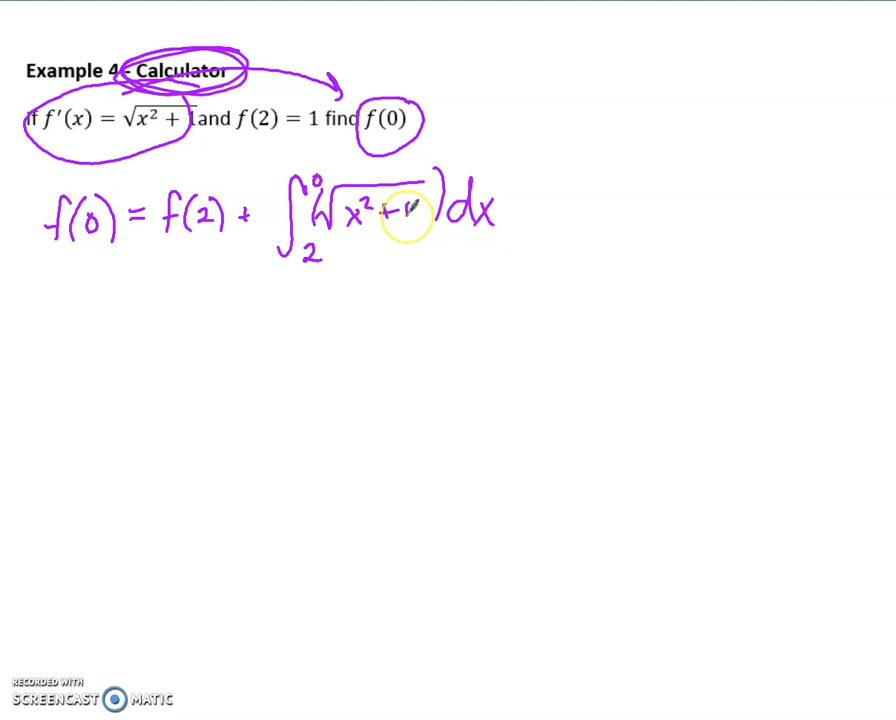 Example 4 - Calculator
If f'(x) = √x² + 1 and f(2) = 1 find f(0)
f(0) = f(2) + ∫₂⁰ (√x²+1) dx
RECORDED WITH
SCREENCAST MATIC